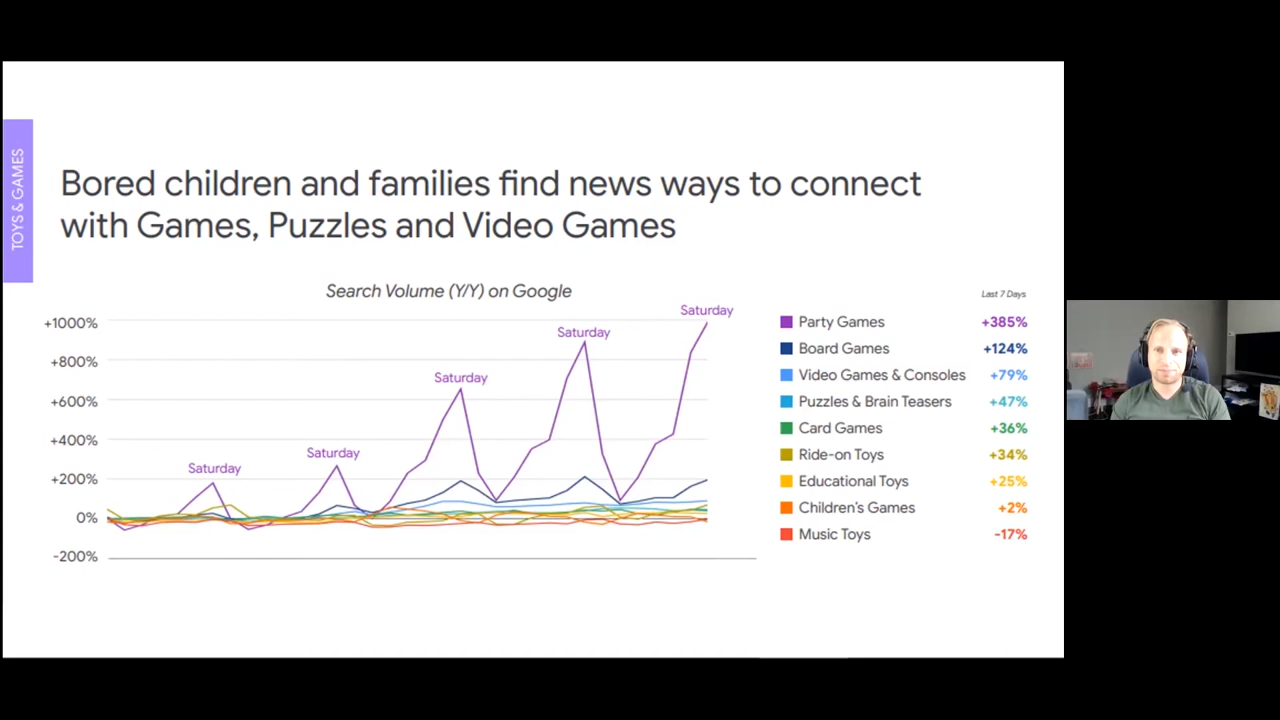 TOYS & GAMES
Bored children and families find news ways to connect
with Games, Puzzles and Video Games
Search Volume (Y/Y) on Google
Last 7 Days
+1000%
+800%
+600%
+400%
+200%
0%
-200%
Saturday
Saturday
Saturday
Saturday
Saturday
Party Games +385%
Board Games +124%
Video Games & Consoles +79%
Puzzles & Brain Teasers +47%
Card Games +36%
Ride-on Toys +34%
Educational Toys +25%
Children's Games +2%
Music Toys -17%